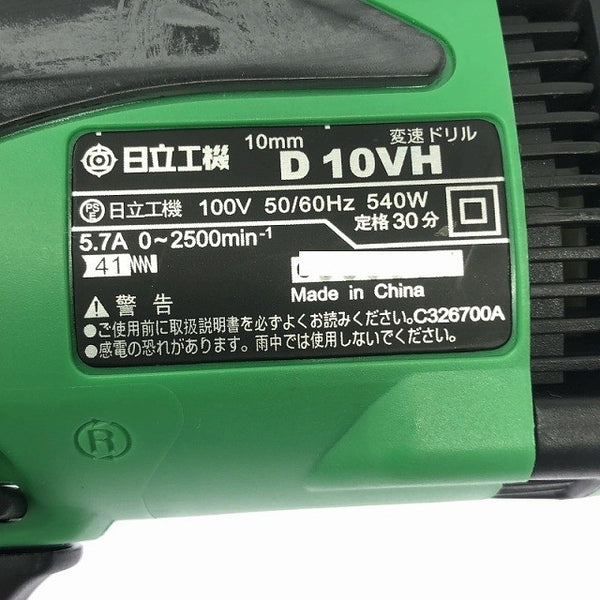 日立工機 10mm 変速ドリル
D 10VH
PSE 日立工機 100V 50/60Hz 540W
定格30分
5.7A 0~2500min-1
41
Made in China
警告
●ご使用前に取扱説明書を必ずよくお読みください。C326700A
●感電の恐れがあります。雨中では使用しないでください。
R